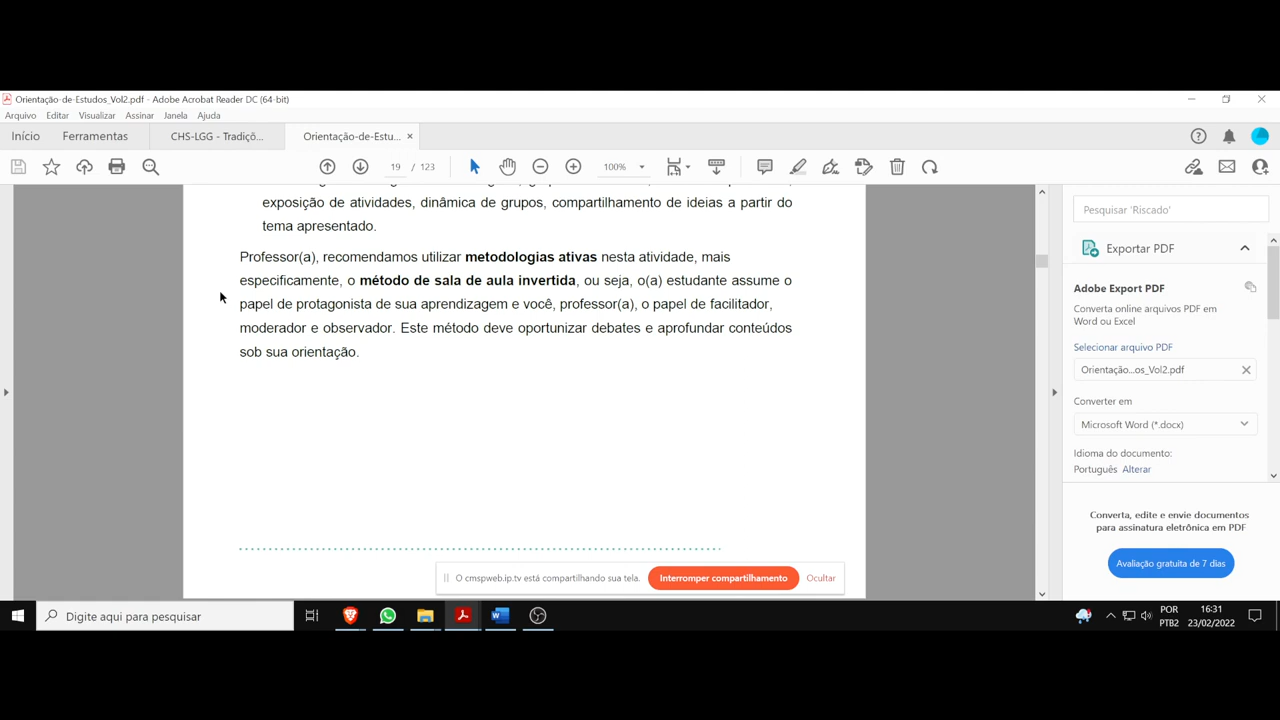 Orientação-de-Estudos_Vol2.pdf - Adobe Acrobat Reader DC (64-bit)
Arquivo Editar Visualizar Assinar Janela Ajuda
Início Ferramentas CHS-LGG - Tradiçõ... Orientação-de-Estu... ×
19 / 123 100%
exposição de atividades, dinâmica de grupos, compartilhamento de ideias a partir do
tema apresentado.
Professor(a), recomendamos utilizar metodologias ativas nesta atividade, mais
especificamente, o método de sala de aula invertida, ou seja, o(a) estudante assume o
papel de protagonista de sua aprendizagem e você, professor(a), o papel de facilitador,
moderador e observador. Este método deve oportunizar debates e aprofundar conteúdos
sob sua orientação.
Pesquisar 'Riscado'
Exportar PDF
Adobe Export PDF
Converta online arquivos PDF em
Word ou Excel
Selecionar arquivo PDF
Orientação...os_Vol2.pdf
Converter em
Microsoft Word (*.docx)
Idioma do documento:
Português Alterar
Converta, edite e envie documentos
para assinatura eletrônica em PDF
Avaliação gratuita de 7 dias
O cmspweb.ip.tv está compartilhando sua tela. Interromper compartilhamento Ocultar
Digite aqui para pesquisar
POR
PTB2
16:31
23/02/2022